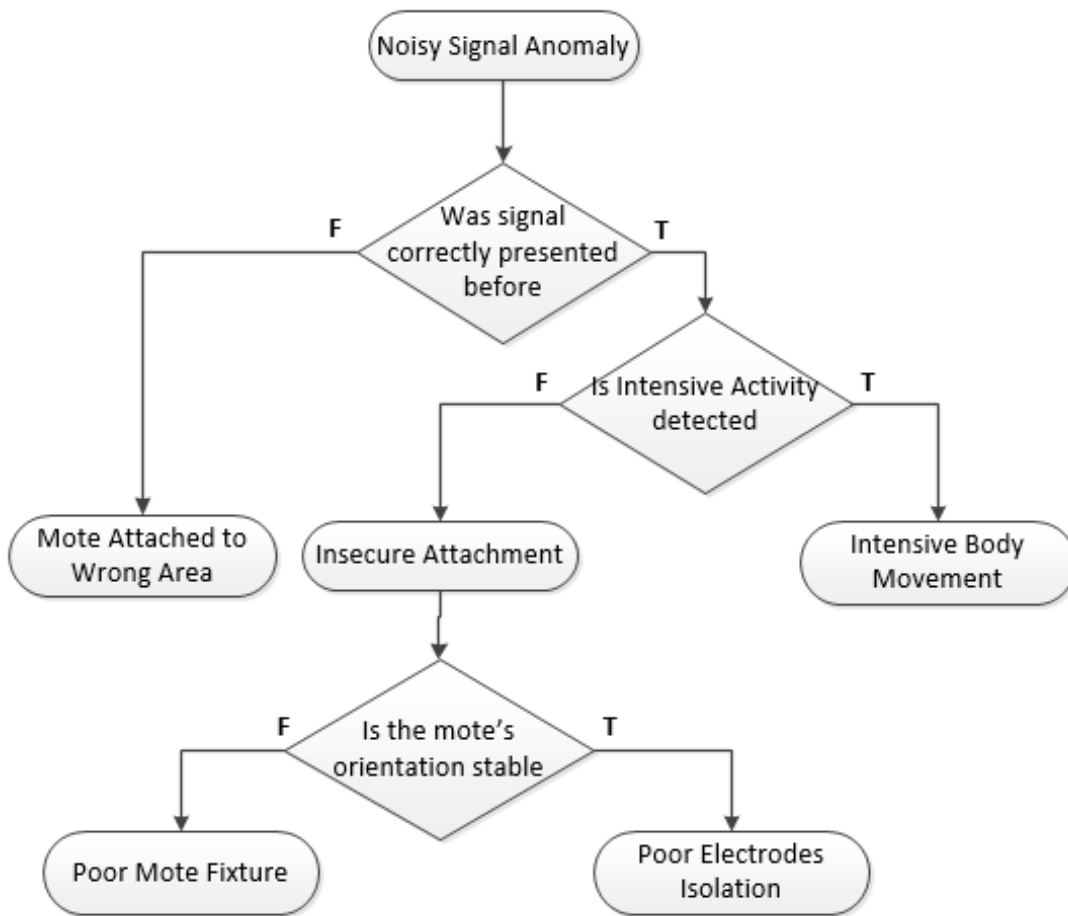 Noisy Signal Anomaly
F
Was signal
correctly presented
before
T
F
Is Intensive Activity
detected
T
Mote Attached to
Wrong Area
Insecure Attachment
Intensive Body
Movement
F
Is the mote’s
orientation stable
T
Poor Mote Fixture
Poor Electrodes
Isolation